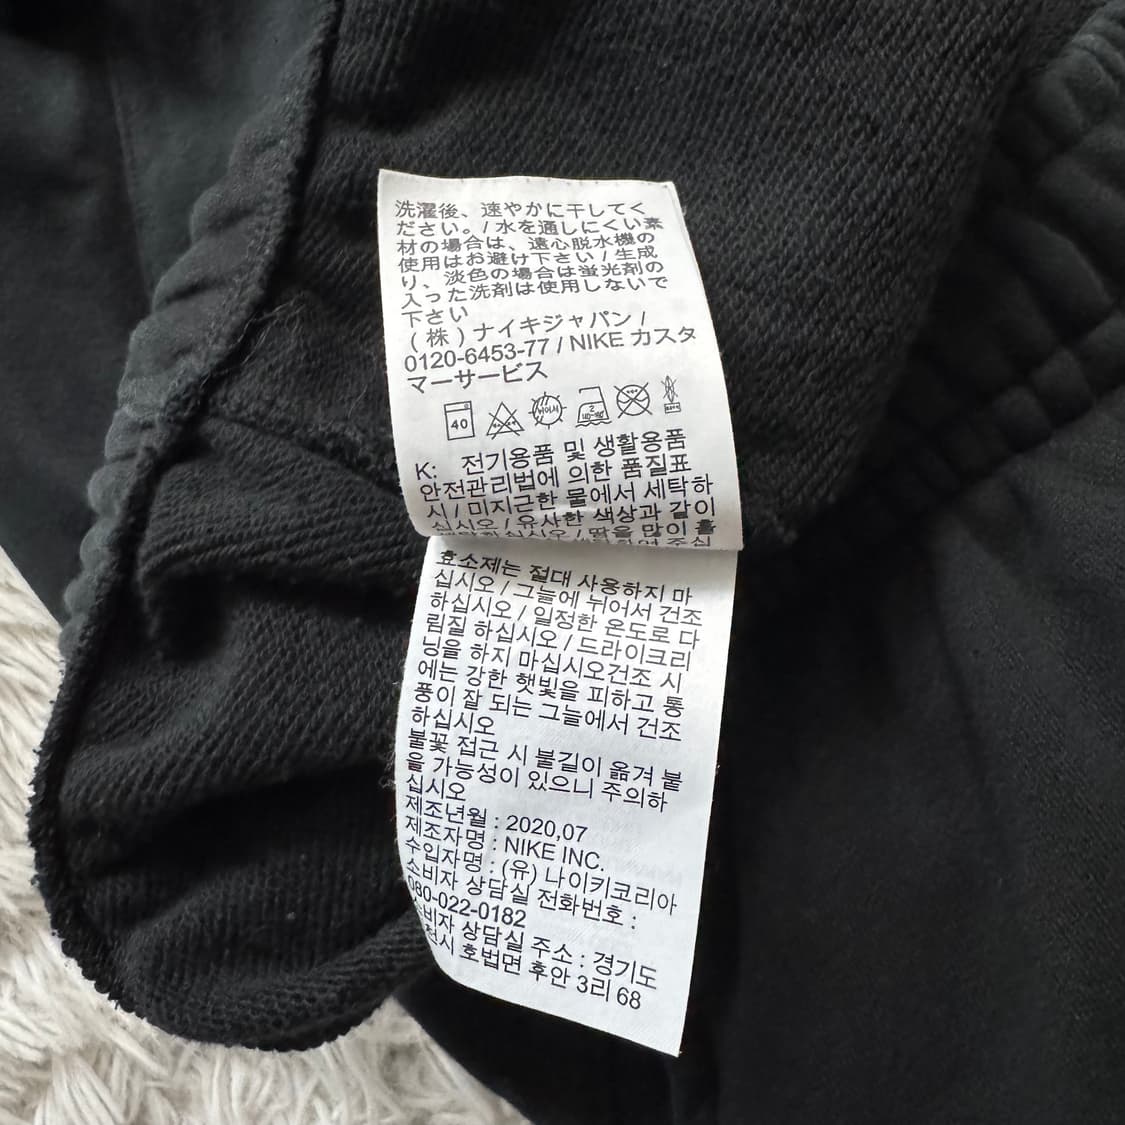 洗濯後、速やかに干してく
ださい。/ 水を通しにくい素
材の場合は、遠心脱水機の
使用はお避け下さい / 生成
り、淡色の場合は蛍光剤の
入った洗剤は使用しないで
下さい
(株) ナイキジャパン /
0120-6453-77 / NIKE カスタ
マーサービス
40
K: 전기용품 및 생활용품
안전관리법에 의한 품질표
시 / 미지근한 물에서 세탁하
십시오 / 유사한 색상과 같이
효소제는 절대 사용하지 마
십시오 / 그늘에 뉘어서 건조
하십시오 / 일정한 온도로 다
림질 하십시오 / 드라이크리
닝을 하지 마십시오건조 시
에는 강한 햇빛을 피하고 통
풍이 잘 되는 그늘에서 건조
하십시오
불꽃 접근 시 불길이 옮겨 붙
을 가능성이 있으니 주의하
십시오
제조년월 : 2020,07
제조자명 : NIKE INC.
수입자명 : (유) 나이키코리아
소비자 상담실 전화번호 :
080-022-0182
소비자 상담실 주소 : 경기도
천시 호법면 후안 3리 68